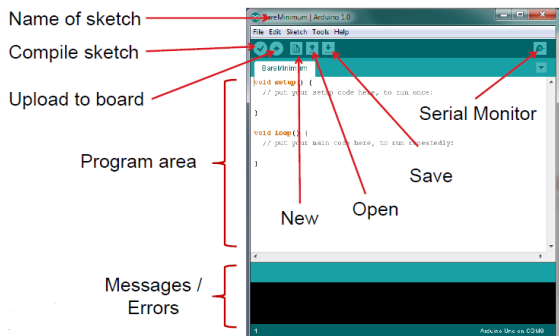 Name of sketch
BareMinimum | Arduino 1.0
Compile sketch
File Edit Sketch Tools Help
BareMinimum
Upload to board
void setup() {
// put your setup code here, to run once:
}
Serial Monitor
void loop() {
// put your main code here, to run repeatedly:
}
Program area
Save
Open
New
Messages /
Errors
1
Arduino Uno on COM8